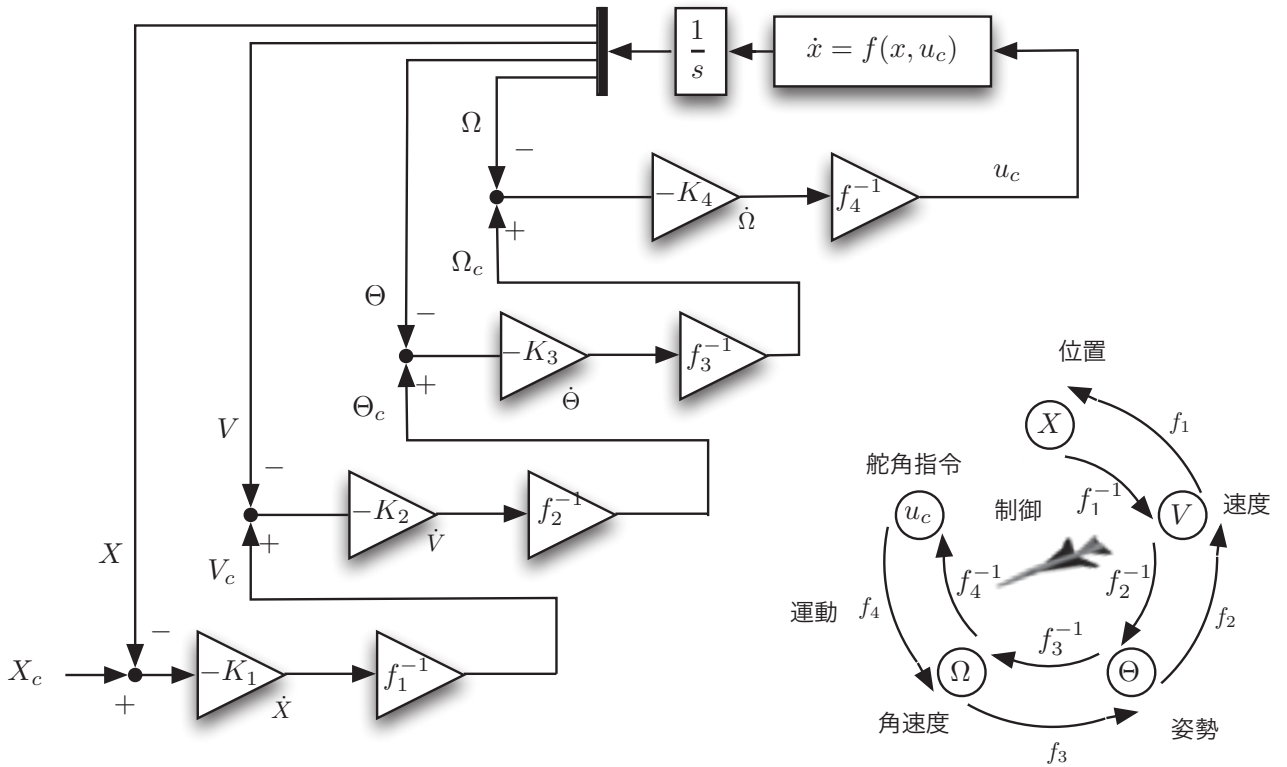 1/s
ẋ = f(x, u_c)
Ω
−
−K_4
Ω̇
f_4^{-1}
u_c
+
Ω_c
Θ
−
−K_3
Θ̇
f_3^{-1}
+
Θ_c
V
−
−K_2
V̇
f_2^{-1}
+
V_c
X
−
X_c
+
−K_1
Ẋ
f_1^{-1}
位置
X
f_1
舵角指令
u_c
制御
f_1^{-1}
V
速度
f_4^{-1}
f_2^{-1}
運動
f_4
f_3^{-1}
f_2
Ω
Θ
角速度
f_3
姿勢